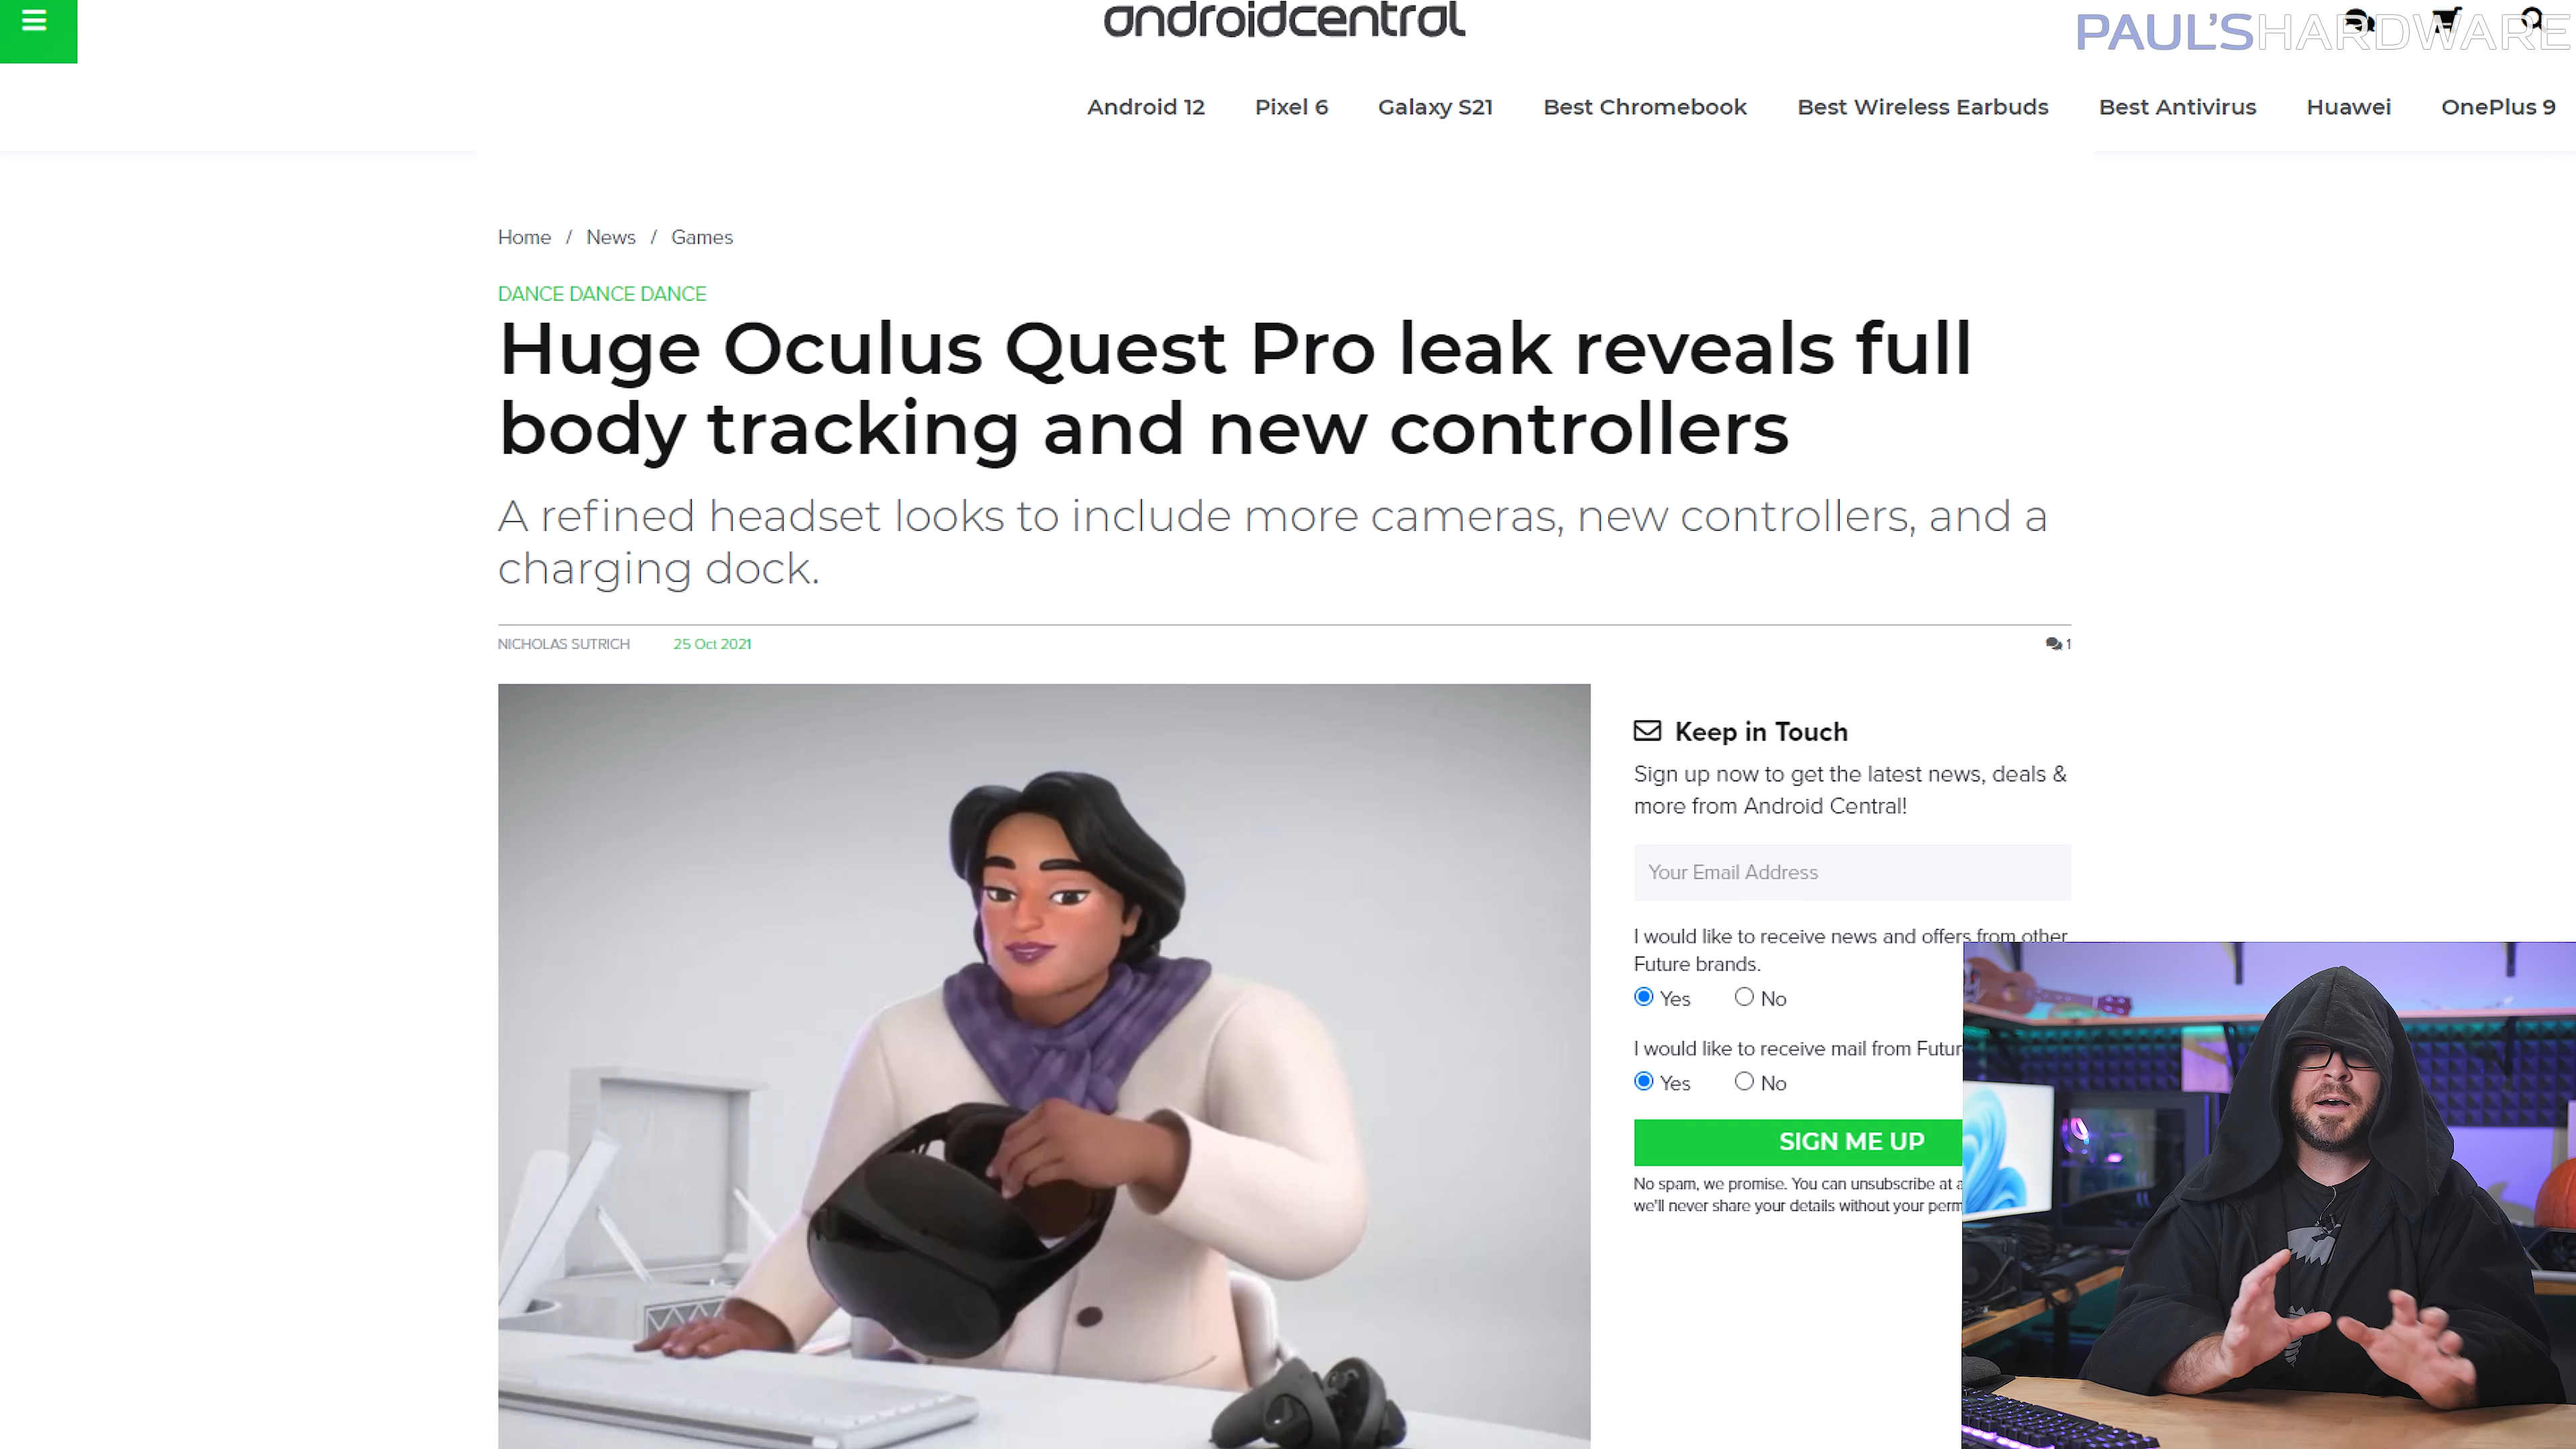 androidcentral
PAUL'SHARDWARE
Android 12
Pixel 6
Galaxy S21
Best Chromebook
Best Wireless Earbuds
Best Antivirus
Huawei
OnePlus 9
Home / News / Games
DANCE DANCE DANCE
Huge Oculus Quest Pro leak reveals full
body tracking and new controllers
A refined headset looks to include more cameras, new controllers, and a
charging dock.
NICHOLAS SUTRICH 25 Oct 2021
1
Keep in Touch
Sign up now to get the latest news, deals &
more from Android Central!
Your Email Address
I would like to receive news and offers from other
Future brands.
Yes No
I would like to receive mail from Futur
Yes No
SIGN ME UP
No spam, we promise. You can unsubscribe at a
we'll never share your details without your perm